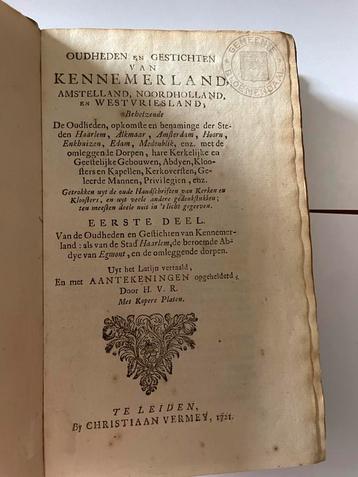 GEMEENTE
BLOEMENDAAL
OUDHEDEN EN GESTICHTEN
VAN
KENNEMERLAND,
AMSTELLAND, NOORDHOLLAND,
EN WESTVRIESLAND;
Behelzende
De Oudheden, opkomste en benaminge der Ste-
den Haarlem, Alkmaar, Amsterdam, Hoorn,
Enkhuizen, Edam, Medenblik, enz. met de
omleggende Dorpen, hare Kerkelijke en
Geestelijke Gebouwen, Abdyen, Kloo-
sters en Kapellen, Kerkoversten, Ge-
leerde Mannen, Privilegien, enz.
Getrokken uyt de oude Handschriften van Kerken en
Kloosters, en uyt veele andere gedenkstukken;
ten meesten deele nuit in 't licht gegeven.
EERSTE DEEL.
Van de Oudheden en Gestichten van Kennemer-
land: als van de Stad Haarlem, de beroemde Ab-
dye van Egmont, en de omleggende dorpen.
Uyt het Latijn vertaald,
En met AANTEKENINGEN opgehelderd;
Door H. V. R.
Met Kopere Platen.
TE LEIDEN,
By CHRISTIAAN VERMEY, 1721.